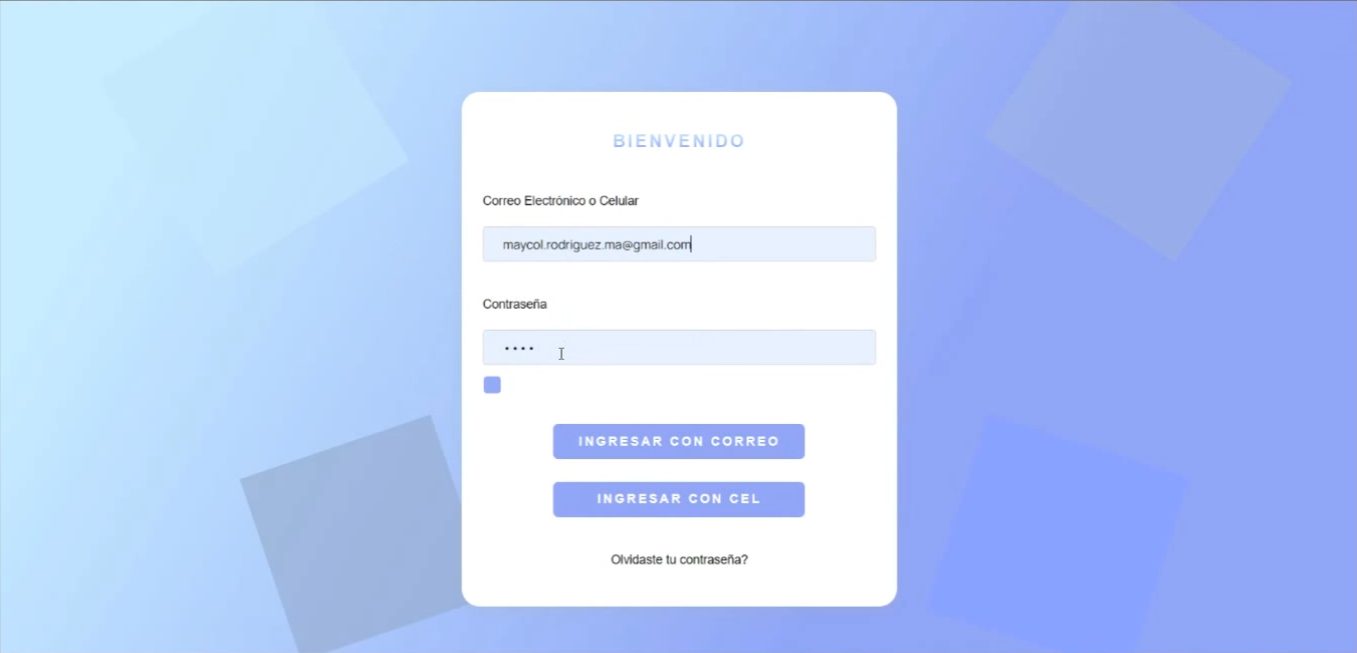 BIENVENIDO
Correo Electrónico o Celular
maycol.rodriguez.ma@gmail.com
Contraseña
••••
INGRESAR CON CORREO
INGRESAR CON CEL
Olvidaste tu contraseña?